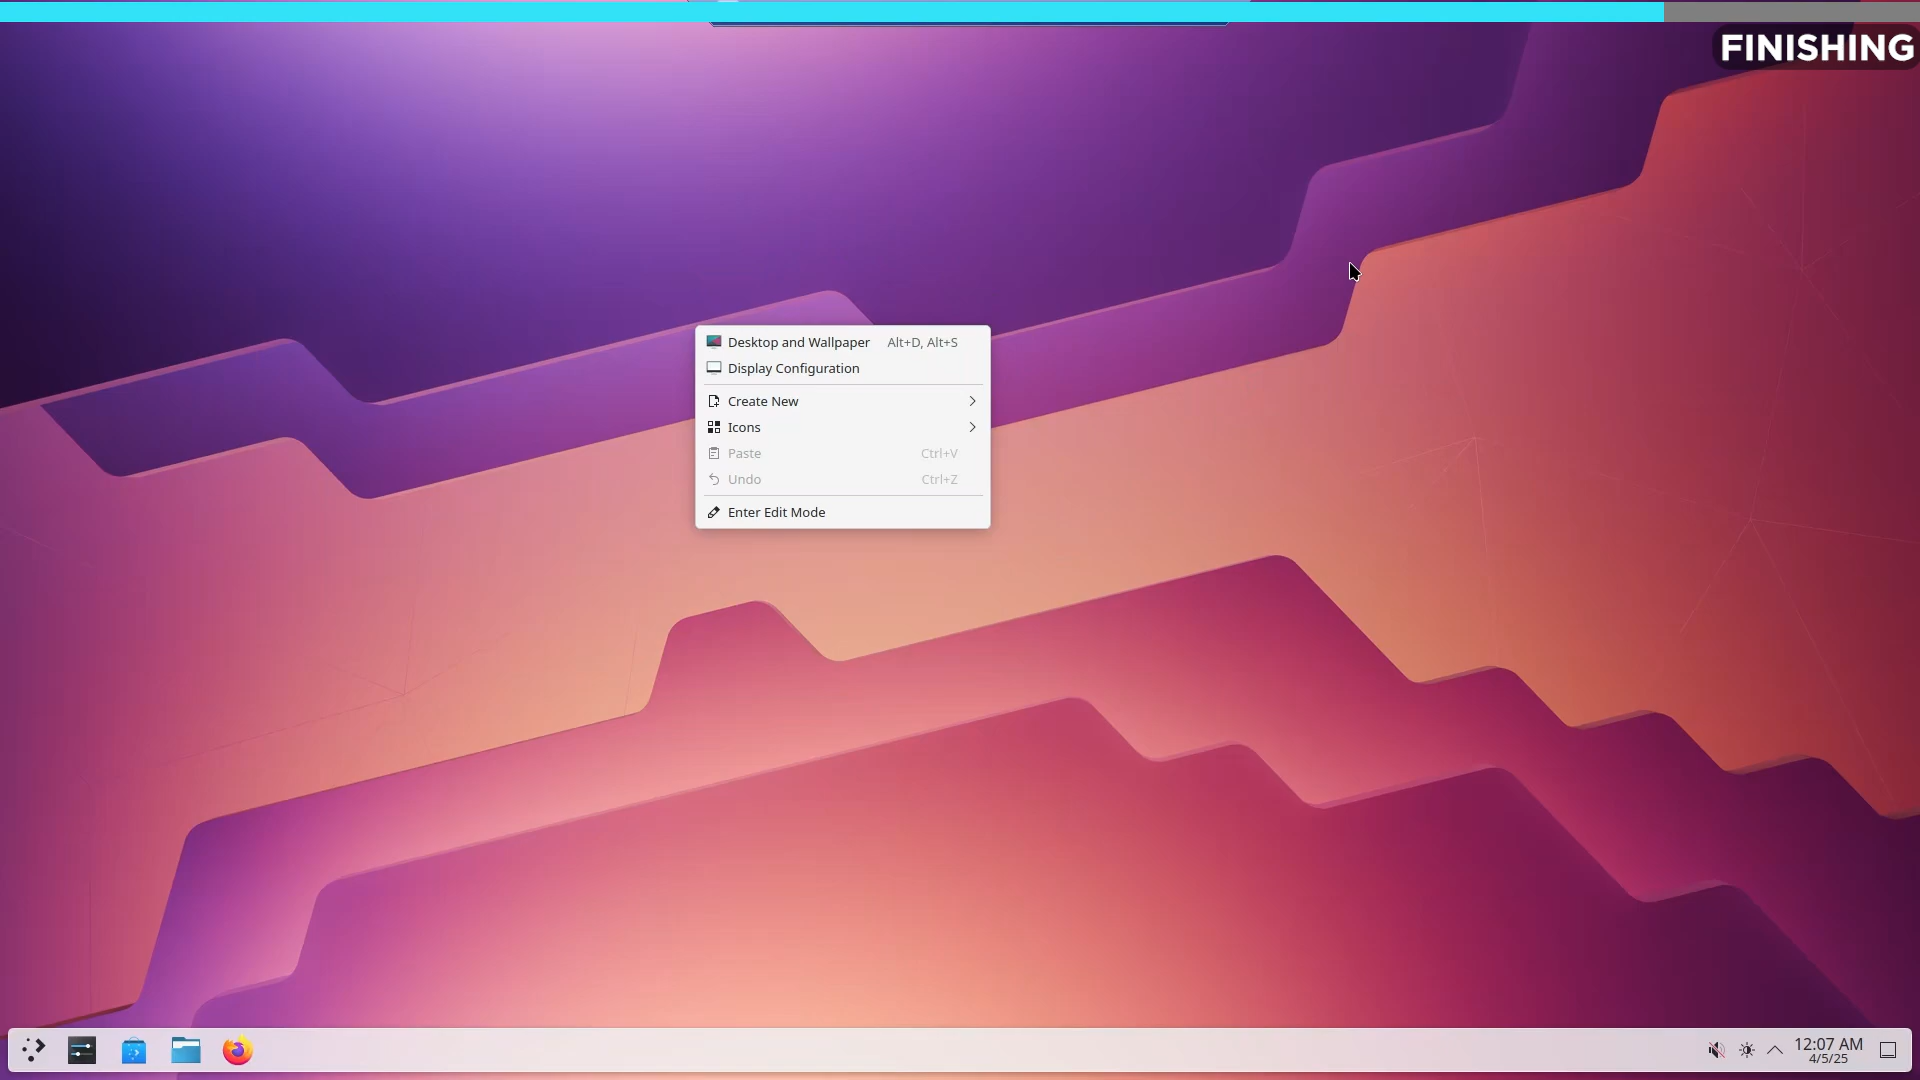 FINISHING
Desktop and Wallpaper Alt+D, Alt+S
Display Configuration
Create New
Icons
Paste Ctrl+V
Undo Ctrl+Z
Enter Edit Mode
12:07 AM
4/5/25